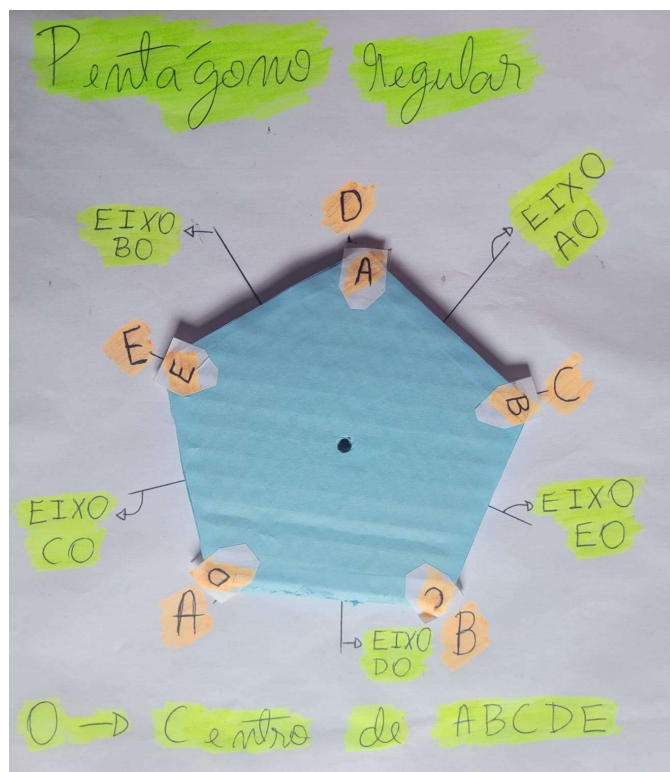 Pentágono regular
D
EIXO
BO
EIXO
AO
A
E
E
C
B
EIXO
CO
EIXO
EO
D
A
C
B
EIXO
DO
O → Centro de ABCDE